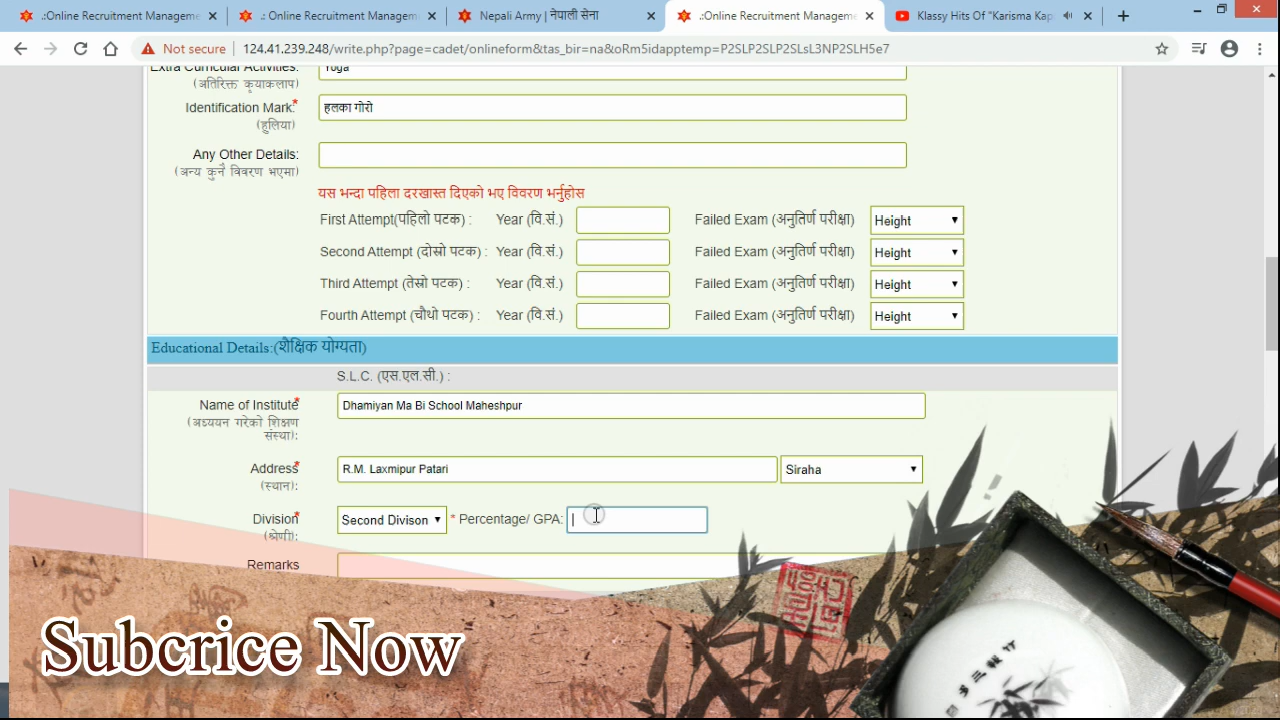 .:Online Recruitment Manageme
.: Online Recruitment Managem
Nepali Army | नेपाली सेना
.:Online Recruitment Manageme
Klassy Hits Of "Karisma Kap
Not secure 124.41.239.248/write.php?page=cadet/onlineform&tas_bir=na&oRm5idapptemp=P2SLP2SLP2SLsL3NP2SLH5e7
Extra Curricular Activities: Yoga
(अतिरिक्त कृयाकलाप)
Identification Mark:* हलका गोरो
(हुलिया)
Any Other Details:
(अन्य कुनै विवरण भएमा)
यस भन्दा पहिला दरखास्त दिएको भए विवरण भर्नुहोस
First Attempt(पहिलो पटक) : Year (वि.सं.) Failed Exam (अनुतिर्ण परीक्षा) Height
Second Attempt (दोस्रो पटक) : Year (वि.सं.) Failed Exam (अनुतिर्ण परीक्षा) Height
Third Attempt (तेस्रो पटक) : Year (वि.सं.) Failed Exam (अनुतिर्ण परीक्षा) Height
Fourth Attempt (चौथो पटक) : Year (वि.सं.) Failed Exam (अनुतिर्ण परीक्षा) Height
Educational Details:(शैक्षिक योग्यता)
S.L.C. (एस.एल.सी.) :
Name of Institute* Dhamiyan Ma Bi School Maheshpur
(अध्ययन गरेको शिक्षण
संस्था):
Address* R.M. Laxmipur Patari Siraha
(स्थान):
Division* Second Divison * Percentage/ GPA:
(श्रेणी):
Remarks
Subcrice Now